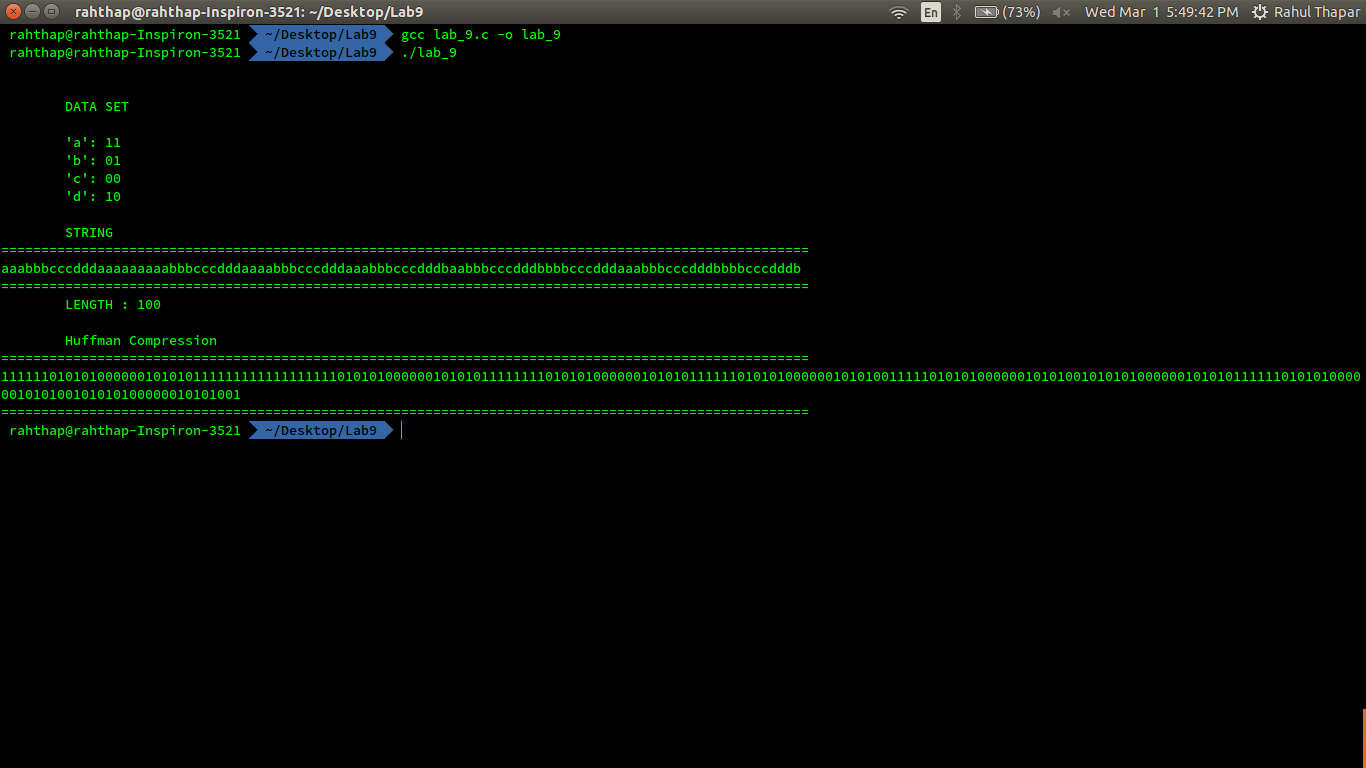 rahthap@rahthap-Inspiron-3521: ~/Desktop/Lab9 En (73%) Wed Mar 1 5:49:42 PM Rahul Thapar
rahthap@rahthap-Inspiron-3521 ~/Desktop/Lab9 gcc lab_9.c -o lab_9
rahthap@rahthap-Inspiron-3521 ~/Desktop/Lab9 ./lab_9
DATA SET
'a': 11
'b': 01
'c': 00
'd': 10
STRING
=====================================================================================================
aaabbbcccdddaaaaaaaaabbbcccdddaaaabbbcccdddaaabbbcccdddbaabbbcccdddbbbbcccdddaaabbbcccdddbbbbcccdddb
=====================================================================================================
LENGTH : 100
Huffman Compression
=====================================================================================================
11111101010100000010101011111111111111111101010100000010101011111111010101000000101010111111010101000000101010011111010101000000101010010101010000001010101111110101010000
001010100101010100000010101001
=====================================================================================================
rahthap@rahthap-Inspiron-3521 ~/Desktop/Lab9